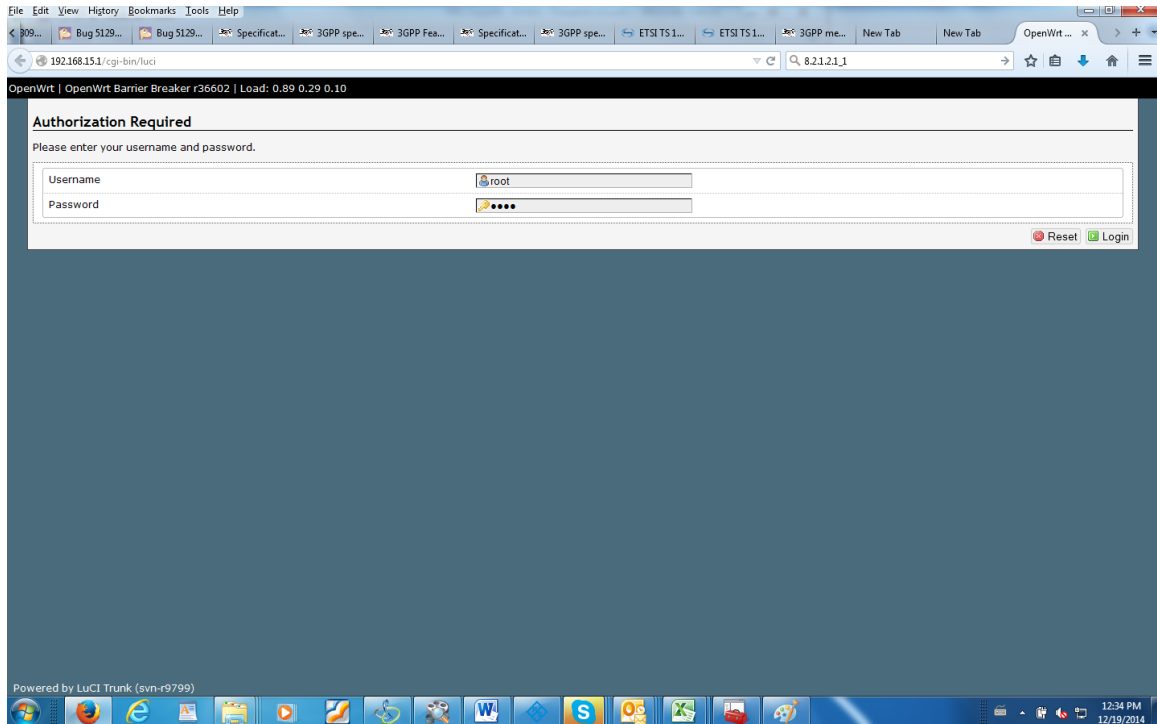 File Edit View History Bookmarks Tools Help
309... Bug 5129... Bug 5129... Specificat... 3GPP spe... 3GPP Fea... Specificat... 3GPP spe... ETSI TS 1... ETSI TS 1... 3GPP me... New Tab New Tab OpenWrt ...
192.168.15.1/cgi-bin/luci 8.2.1.2.1_1
OpenWrt | OpenWrt Barrier Breaker r36602 | Load: 0.89 0.29 0.10
Authorization Required
Please enter your username and password.
Username root
Password ••••
Reset Login
Powered by LuCI Trunk (svn-r9799)
12:34 PM
12/19/2014